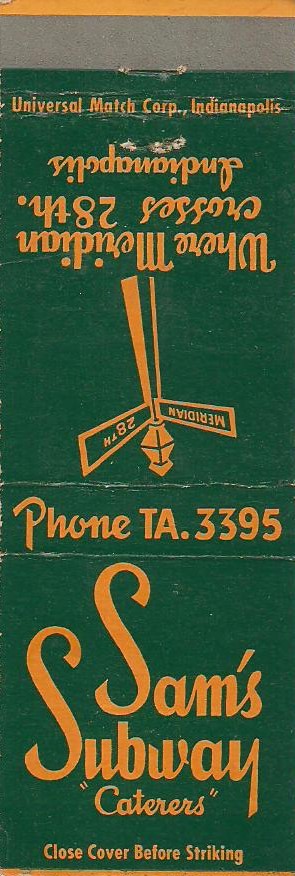 Universal Match Corp., Indianapolis
Where Meridian
crosses 28th.
Indianapolis
MERIDIAN
28TH
Phone TA. 3395
Sam's
Subway
"Caterers"
Close Cover Before Striking